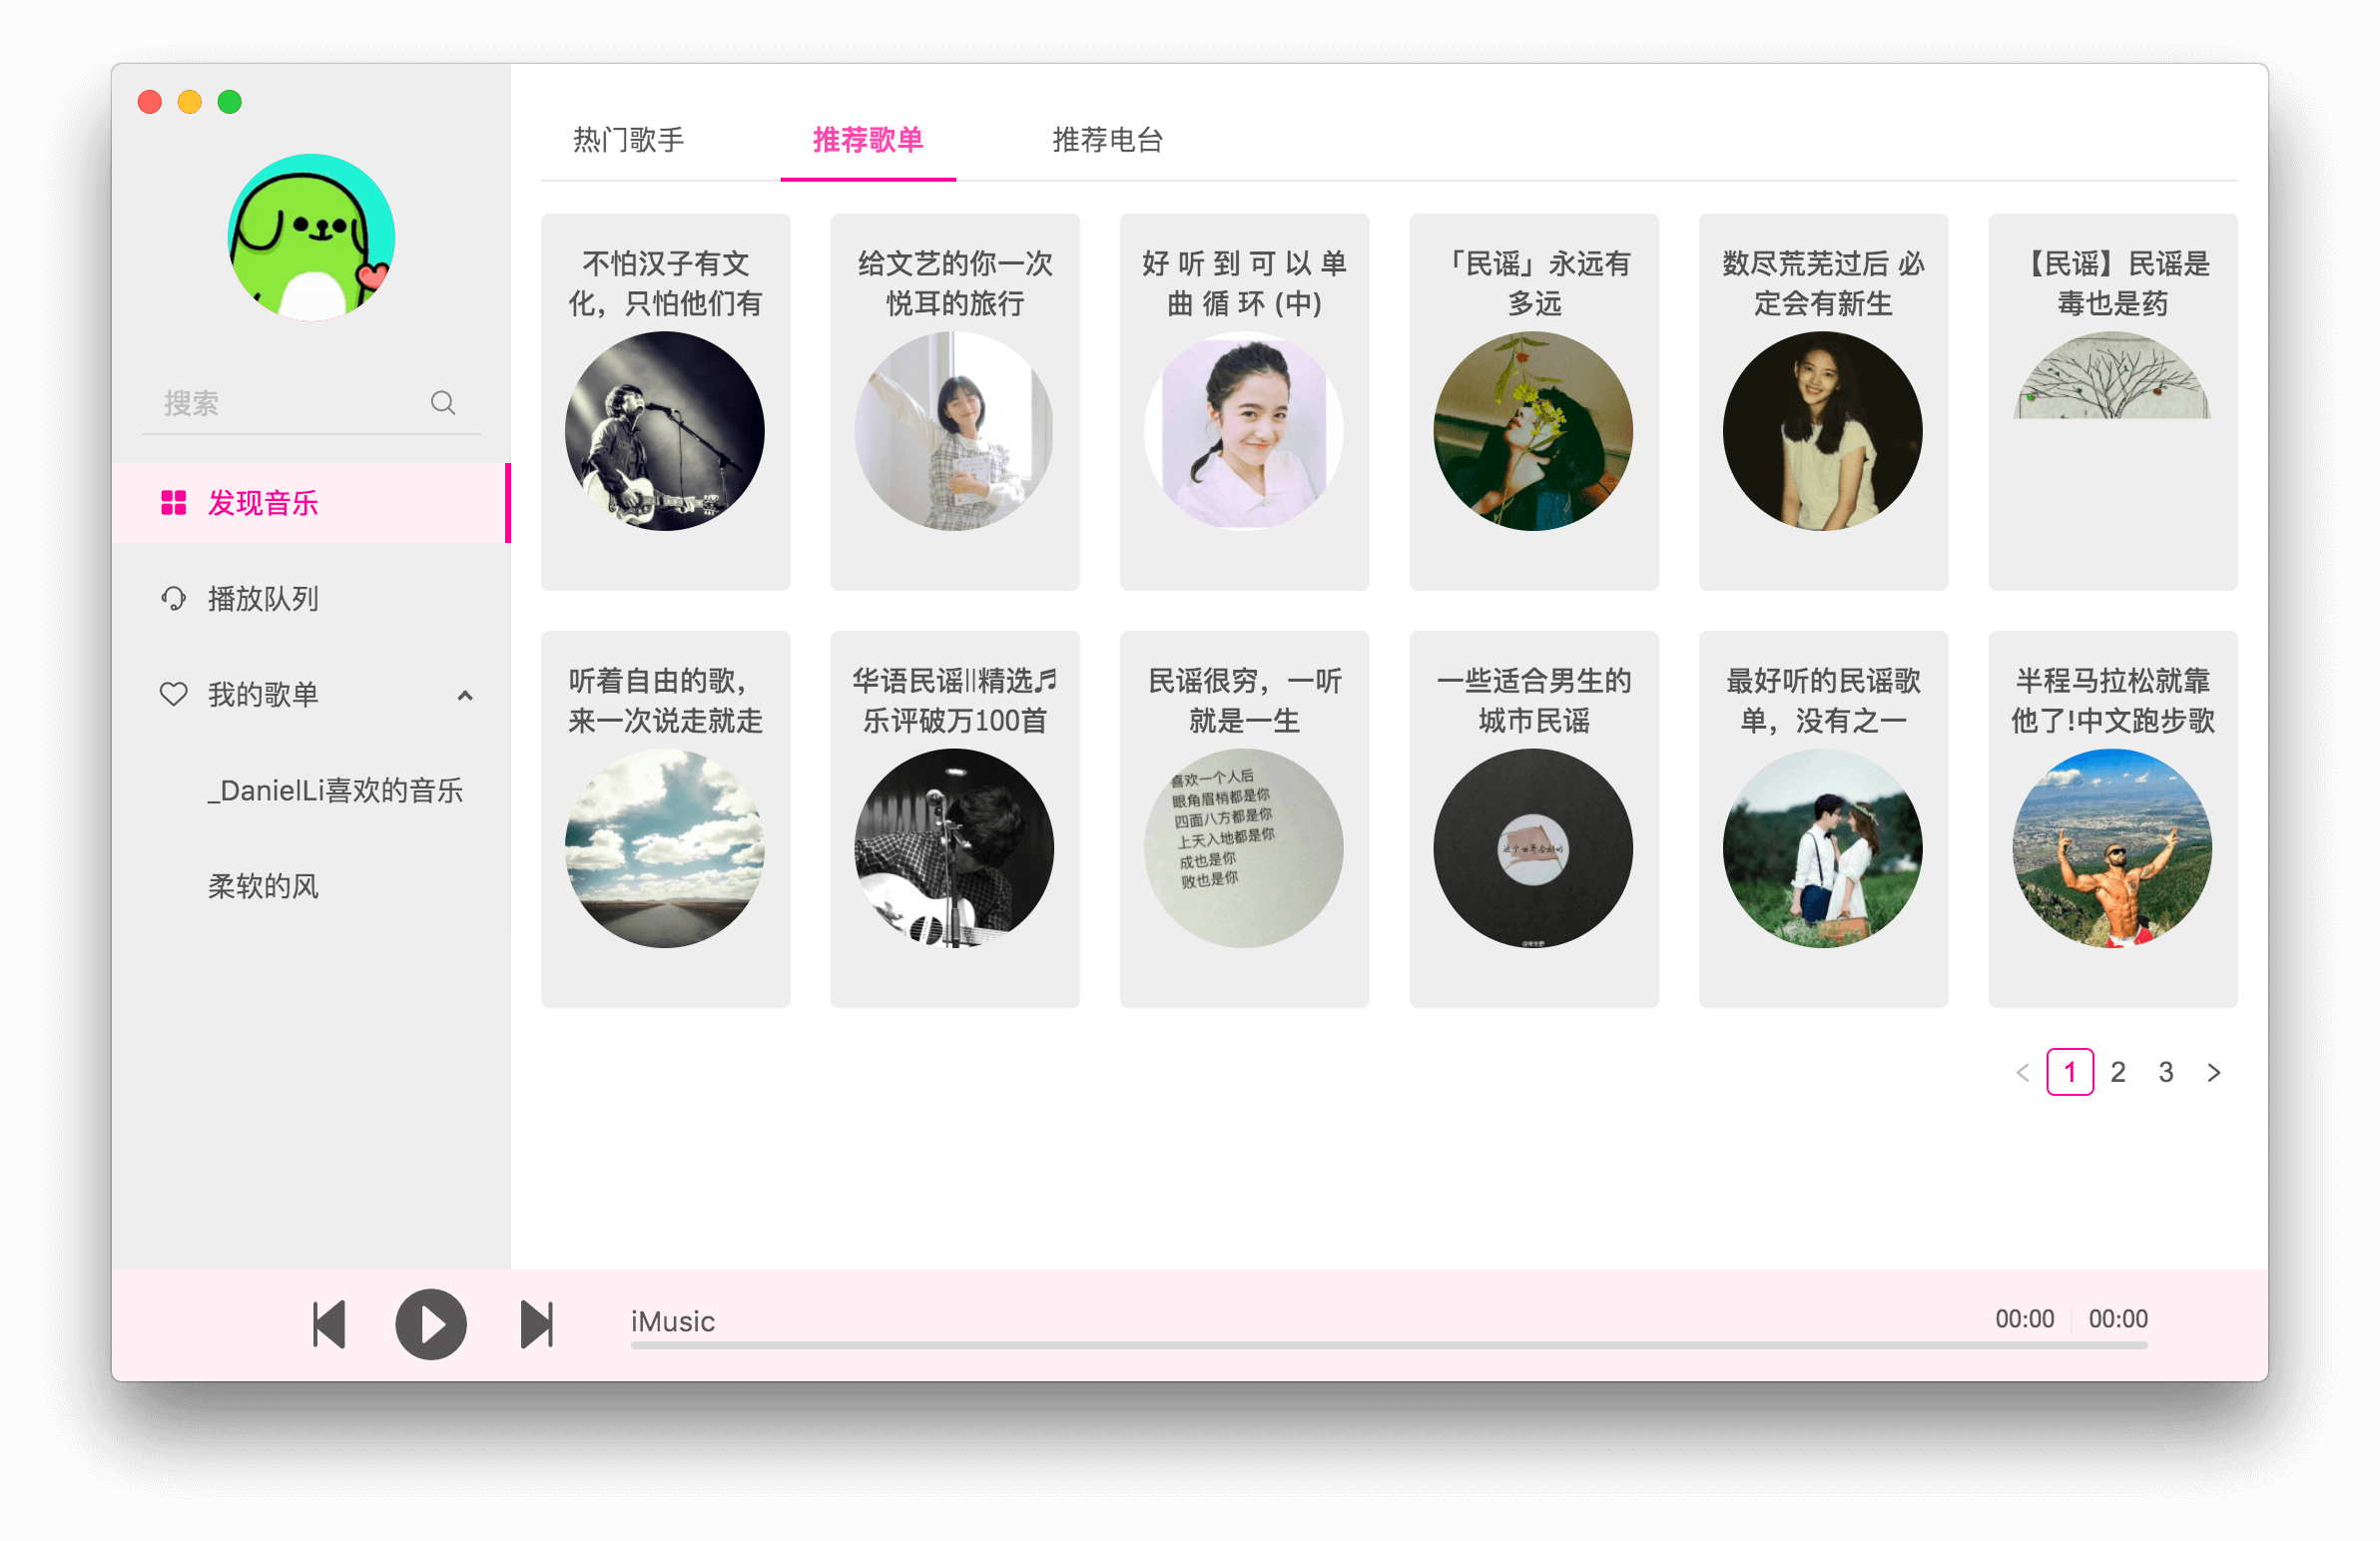 热门歌手
推荐歌单
推荐电台
搜索
发现音乐
播放队列
我的歌单
_DanielLi喜欢的音乐
柔软的风
不怕汉子有文
化，只怕他们有
给文艺的你一次
悦耳的旅行
好 听 到 可 以 单
曲 循 环 (中)
「民谣」永远有
多远
数尽荒芜过后 必
定会有新生
【民谣】民谣是
毒也是药
听着自由的歌，
来一次说走就走
华语民谣||精选♬
乐评破万100首
民谣很穷，一听
就是一生
喜欢一个人后
眼角眉梢都是你
四面八方都是你
上天入地都是你
成也是你
败也是你
一些适合男生的
城市民谣
最好听的民谣歌
单，没有之一
半程马拉松就靠
他了!中文跑步歌
1 2 3
iMusic
00:00
00:00